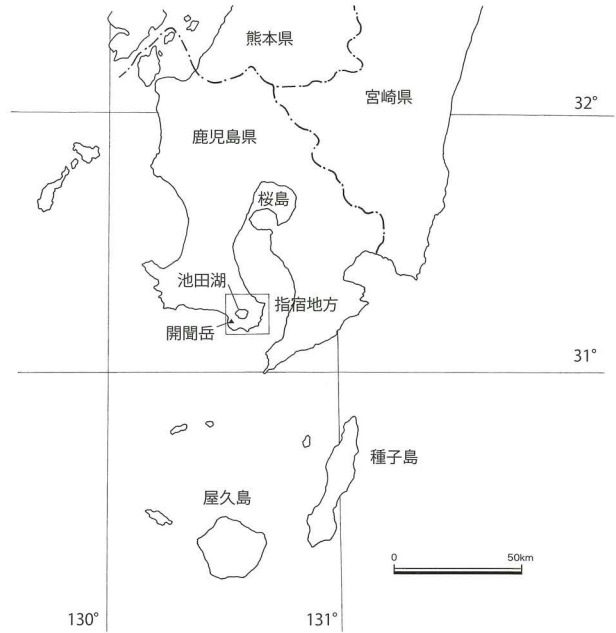 熊本県
宮崎県
32°
鹿児島県
桜島
池田湖
指宿地方
開聞岳
31°
種子島
屋久島
0 50km
130° 131°